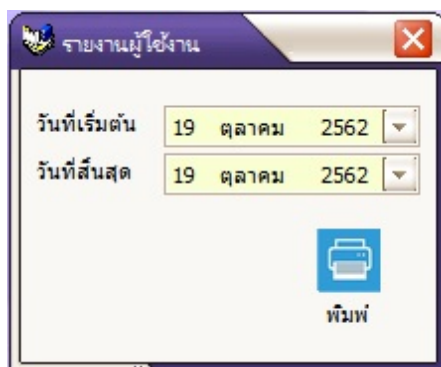 รายงานผู้ใช้งาน
วันที่เริ่มต้น 19 ตุลาคม 2562
วันที่สิ้นสุด 19 ตุลาคม 2562
พิมพ์